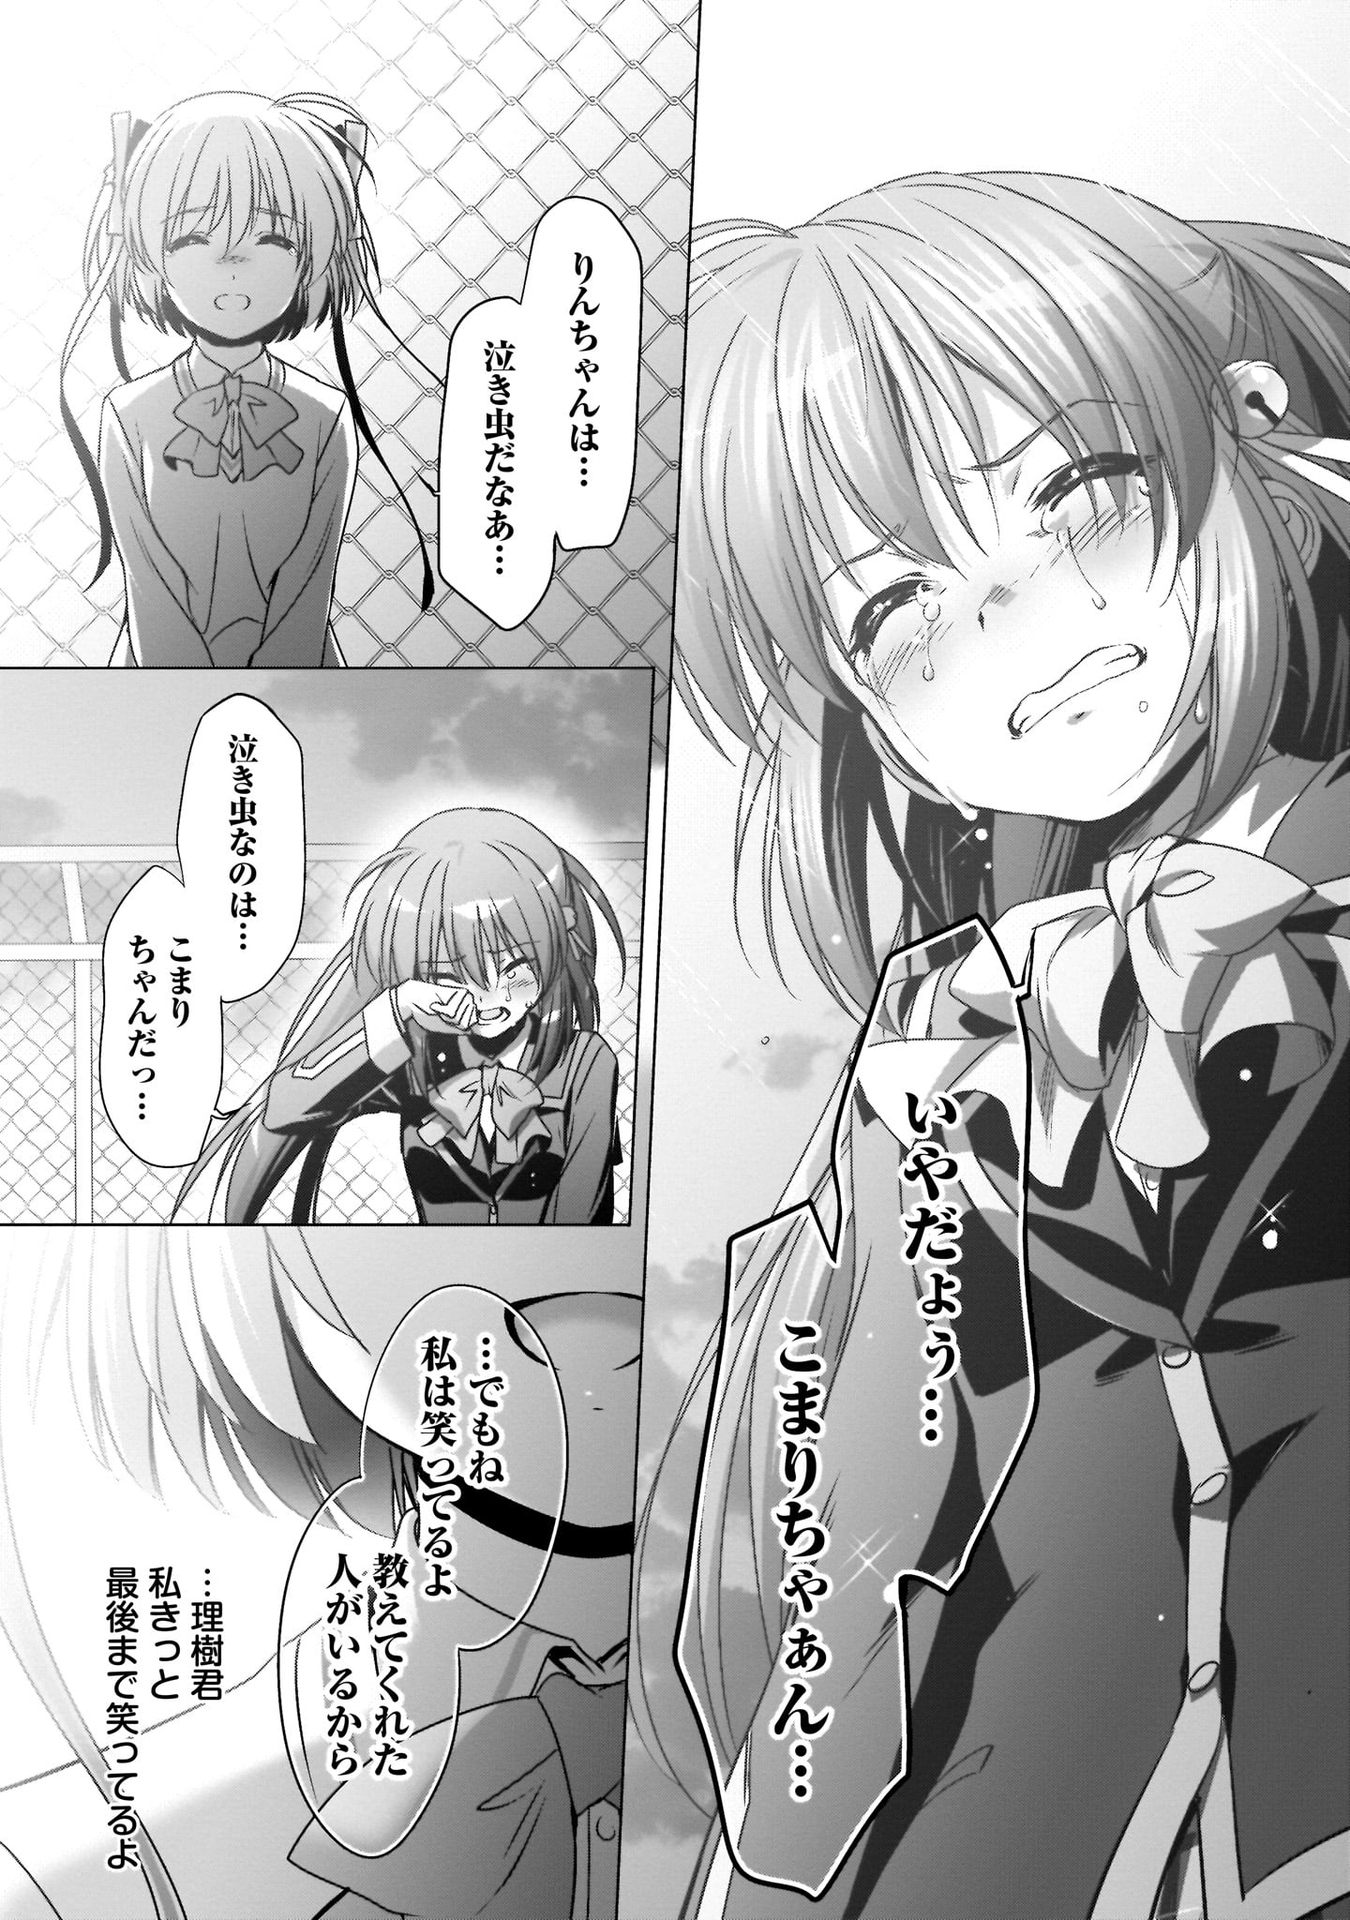 いやだよぅ…
こまりちゃぁん…
りんちゃんは…
泣き虫だなあ…
泣き虫なのは…
こまり
ちゃんだっ…
…でもね
私は笑ってるよ
教えてくれた
人がいるから
…理樹君
私きっと
最後まで笑ってるよ